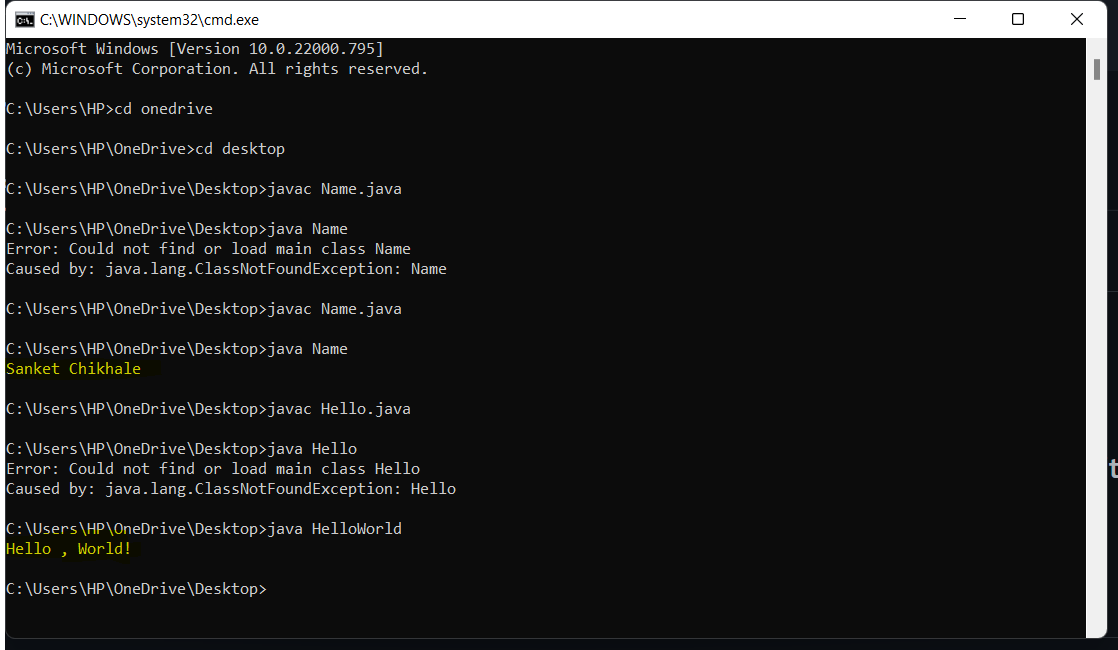 C:\WINDOWS\system32\cmd.exe
Microsoft Windows [Version 10.0.22000.795]
(c) Microsoft Corporation. All rights reserved.
C:\Users\HP>cd onedrive
C:\Users\HP\OneDrive>cd desktop
C:\Users\HP\OneDrive\Desktop>javac Name.java
C:\Users\HP\OneDrive\Desktop>java Name
Error: Could not find or load main class Name
Caused by: java.lang.ClassNotFoundException: Name
C:\Users\HP\OneDrive\Desktop>javac Name.java
C:\Users\HP\OneDrive\Desktop>java Name
Sanket Chikhale
C:\Users\HP\OneDrive\Desktop>javac Hello.java
C:\Users\HP\OneDrive\Desktop>java Hello
Error: Could not find or load main class Hello
Caused by: java.lang.ClassNotFoundException: Hello
C:\Users\HP\OneDrive\Desktop>java HelloWorld
Hello , World!
C:\Users\HP\OneDrive\Desktop>